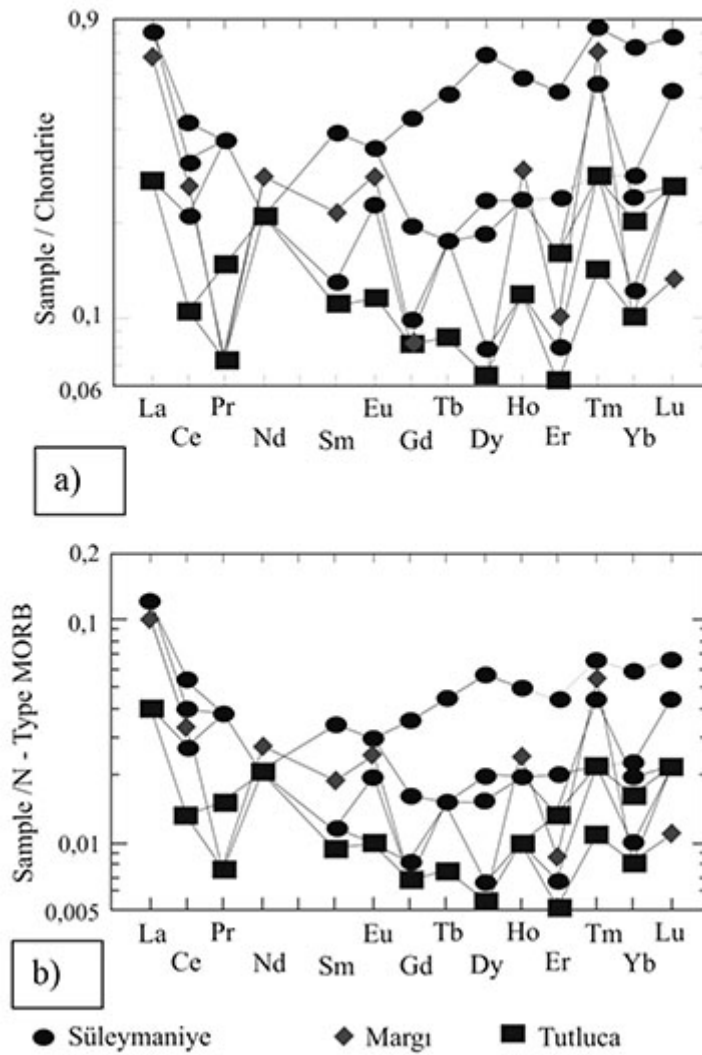 0,9
Sample / Chondrite
0,1
0,06
La Pr Eu Tb Ho Tm Lu
Ce Nd Sm Gd Dy Er Yb
a)
0,2
0,1
Sample /N - Type MORB
0,01
0,005
La Pr Eu Tb Ho Tm Lu
Ce Nd Sm Gd Dy Er Yb
b)
Süleymaniye Margı Tutluca